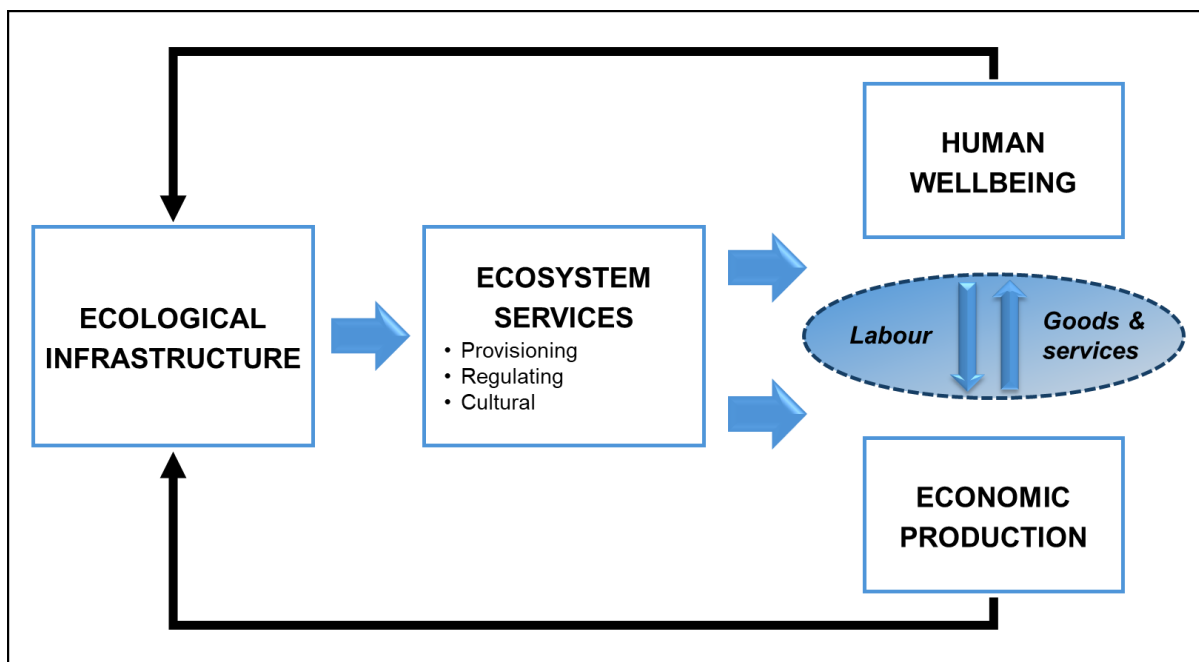 ECOLOGICAL
INFRASTRUCTURE
ECOSYSTEM
SERVICES
• Provisioning
• Regulating
• Cultural
HUMAN
WELLBEING
Labour
Goods &
services
ECONOMIC
PRODUCTION